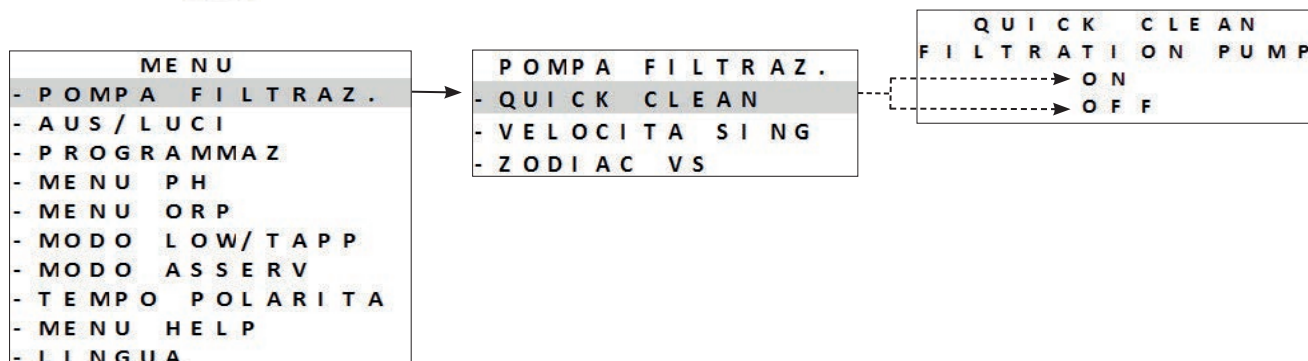 MENU
- POMPA FILTRAZ.
- AUS/LUCI
- PROGRAMMAZ
- MENU PH
- MENU ORP
- MODO LOW/TAPP
- MODO ASSERV
- TEMPO POLARITA
- MENU HELP
- LINGUA
POMPA FILTRAZ.
- QUICK CLEAN
- VELOCITA SING
- ZODIAC VS
QUICK CLEAN
FILTRATION PUMP
ON
OFF